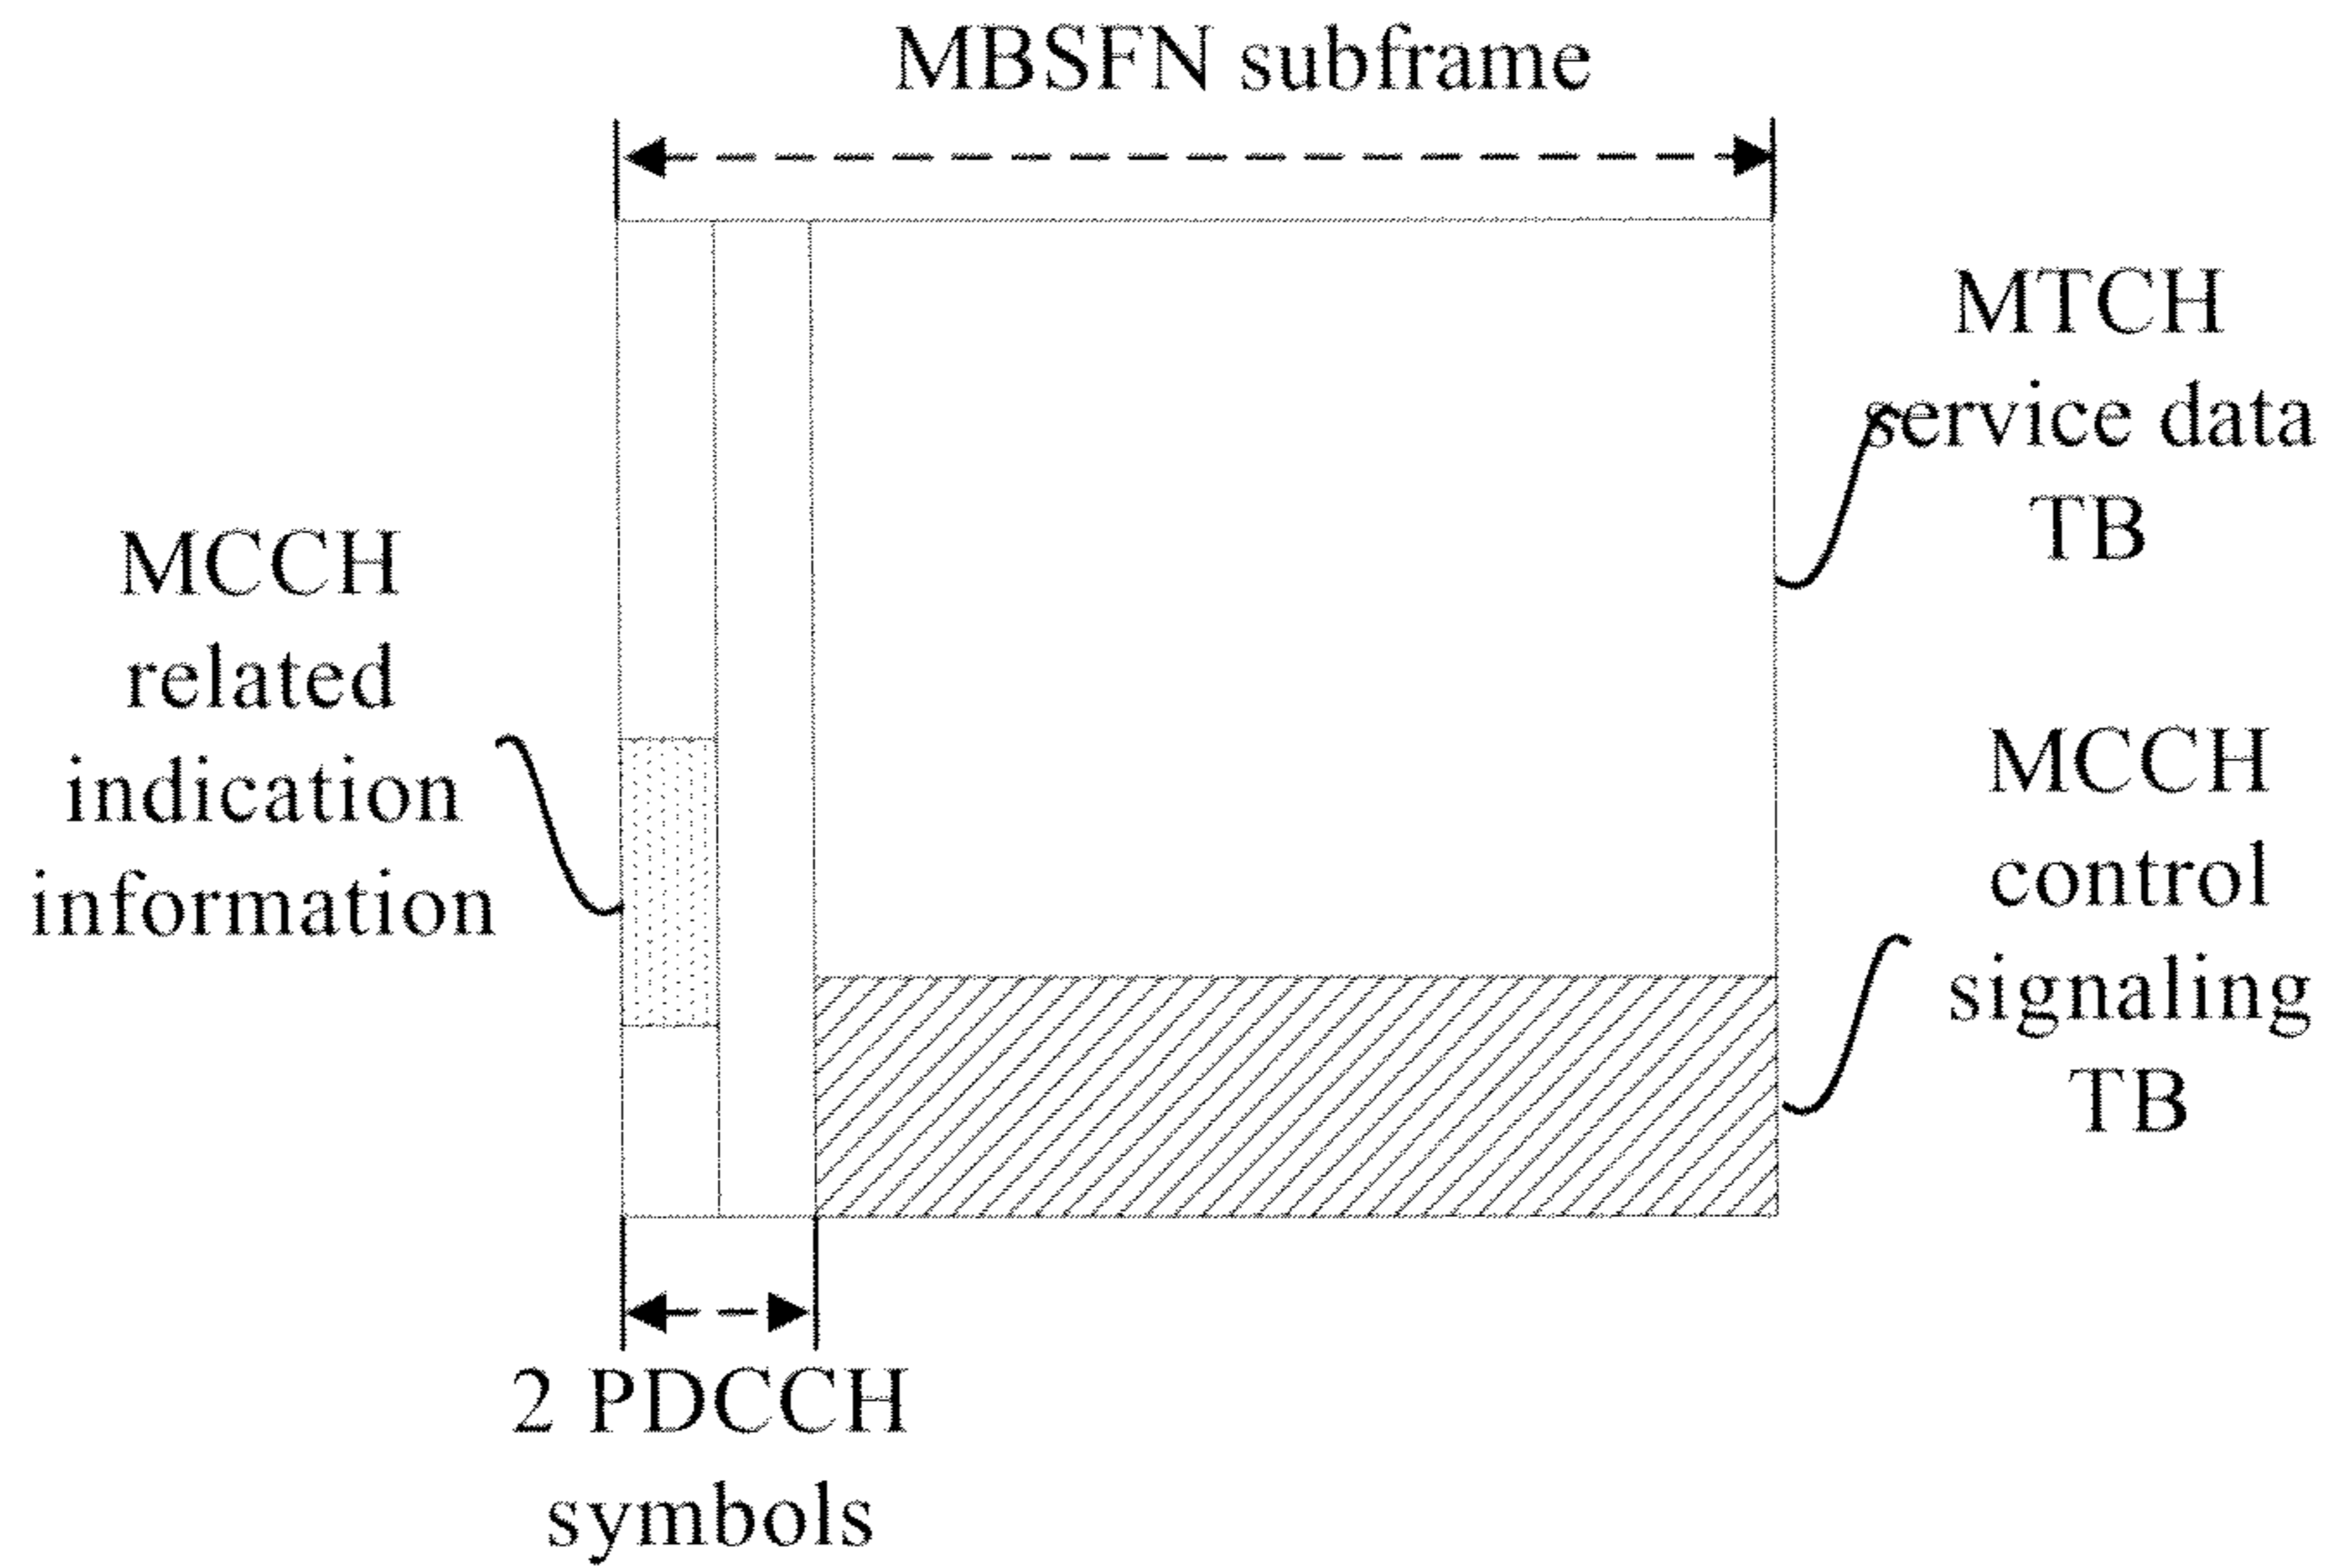 MBSFN subframe
MTCH
service data
TB
MCCH
related
indication
information
MCCH
control
signaling
TB
2 PDCCH
symbols